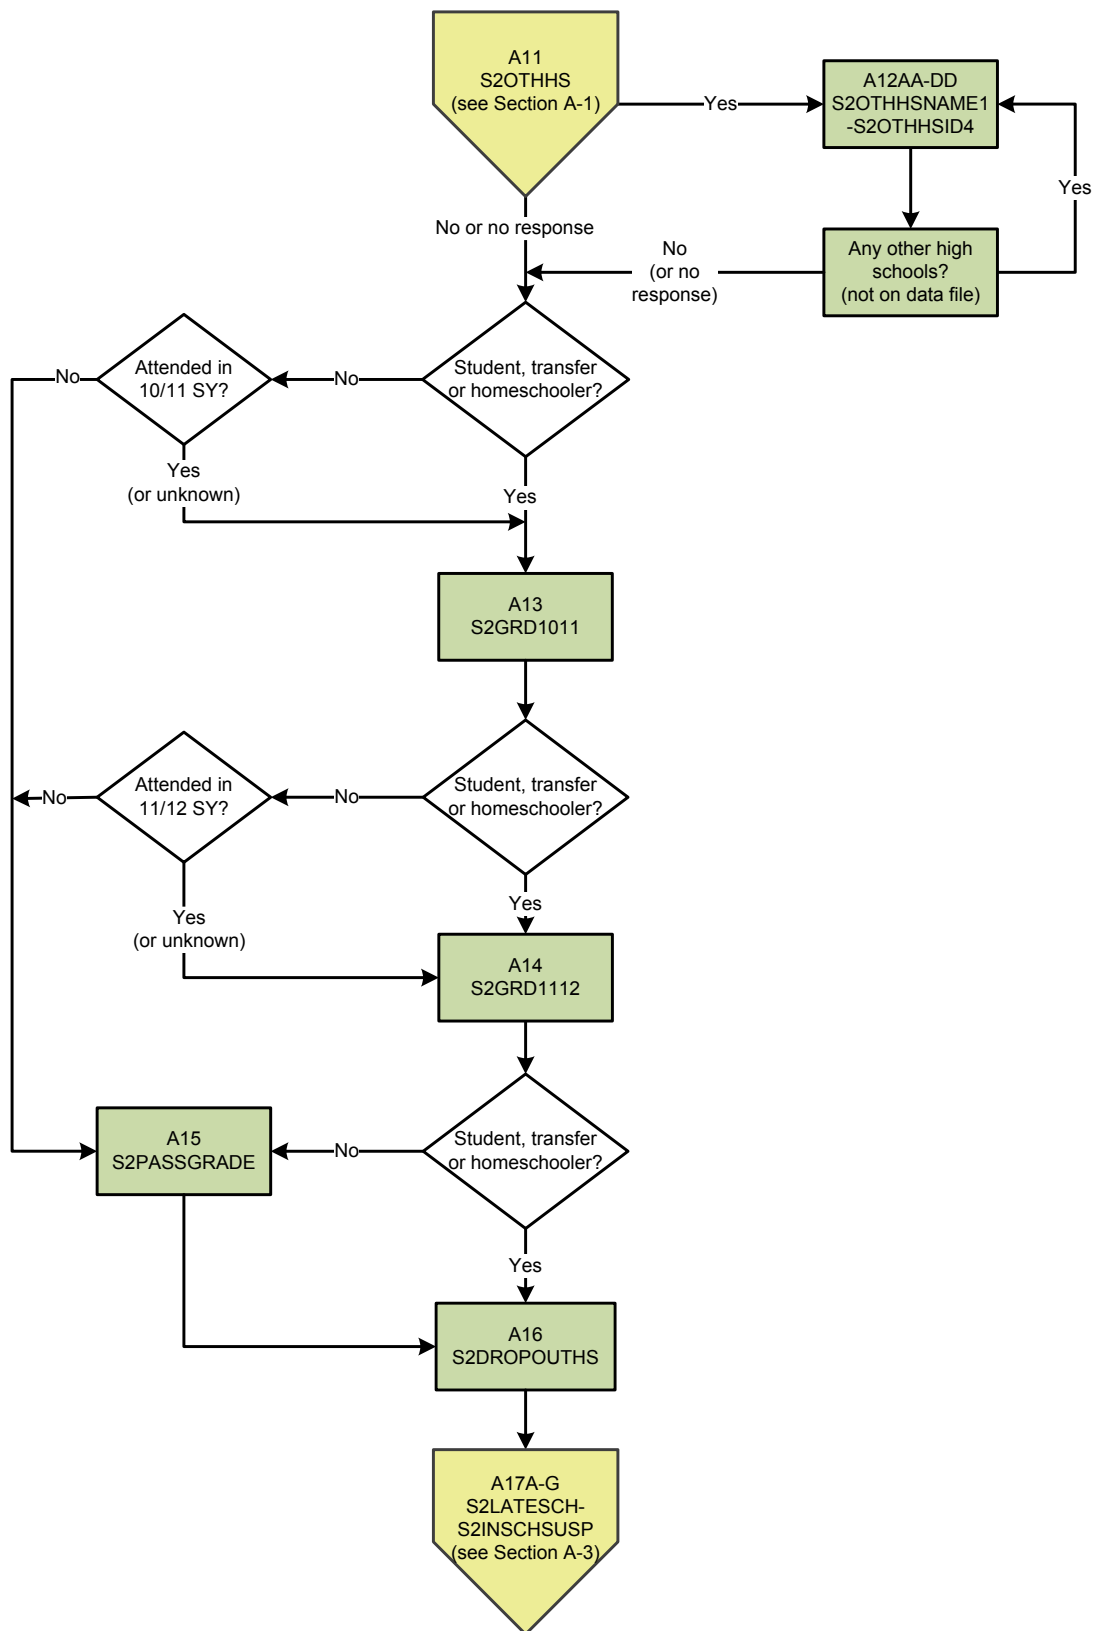 A11
S2OTHHS
(see Section A-1)
Yes
A12AA-DD
S2OTHHSNAME1
-S2OTHHSID4
Yes
No or no response
No
(or no
response)
Any other high
schools?
(not on data file)
No
Attended in
10/11 SY?
No
Student, transfer
or homeschooler?
Yes
(or unknown)
Yes
A13
S2GRD1011
No
Attended in
11/12 SY?
No
Student, transfer
or homeschooler?
Yes
(or unknown)
Yes
A14
S2GRD1112
A15
S2PASSGRADE
No
Student, transfer
or homeschooler?
Yes
A16
S2DROPOUTHS
A17A-G
S2LATESCH-
S2INSCHSUSP
(see Section A-3)